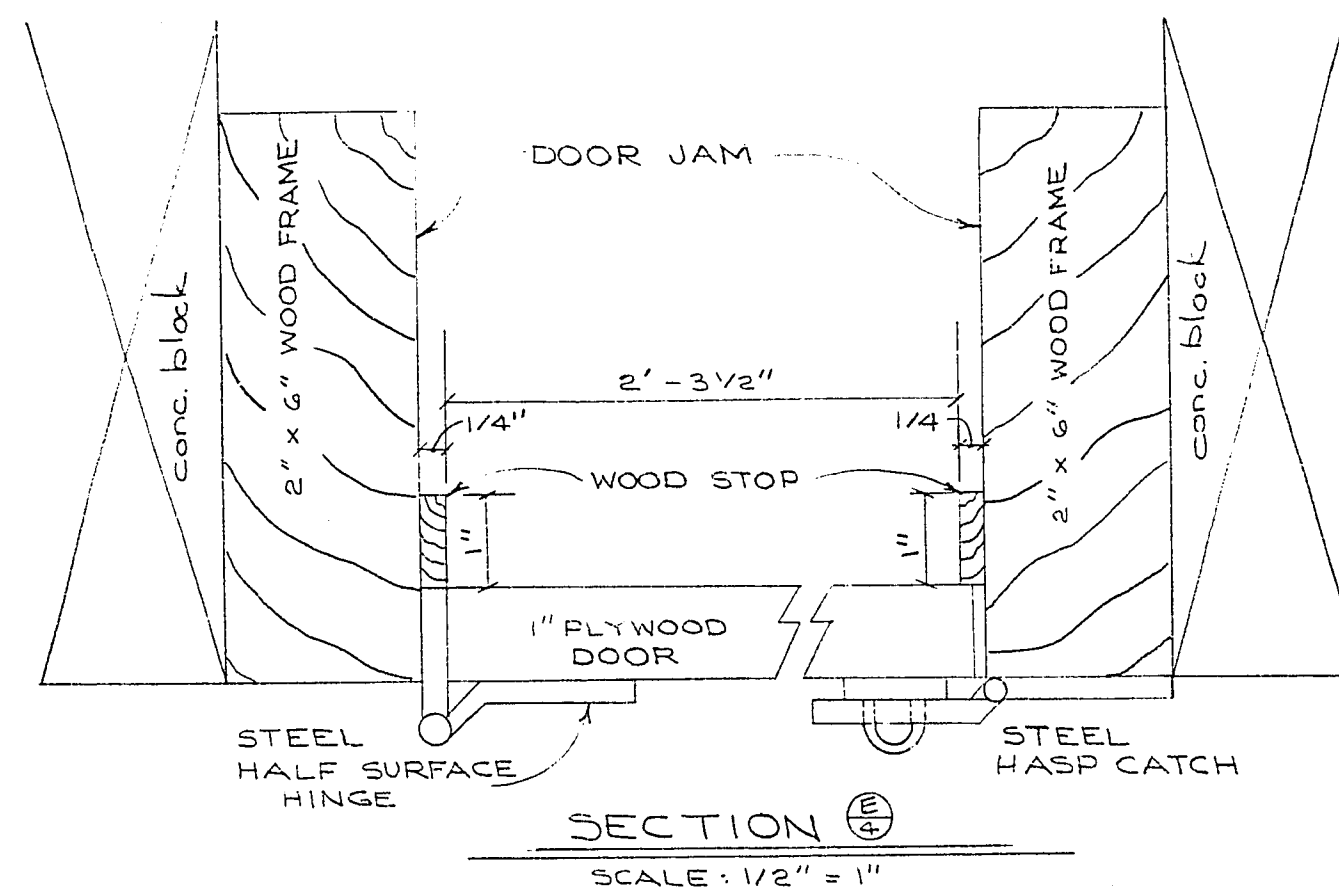 DOOR JAM
conc. block
2" x 6" WOOD FRAME
2" x 6" WOOD FRAME
conc. block
2' - 3 1/2"
1/4"
1/4
WOOD STOP
1"
1"
1" PLYWOOD
DOOR
STEEL
HALF SURFACE
HINGE
STEEL
HASP CATCH
SECTION E/4
SCALE : 1/2" = 1"